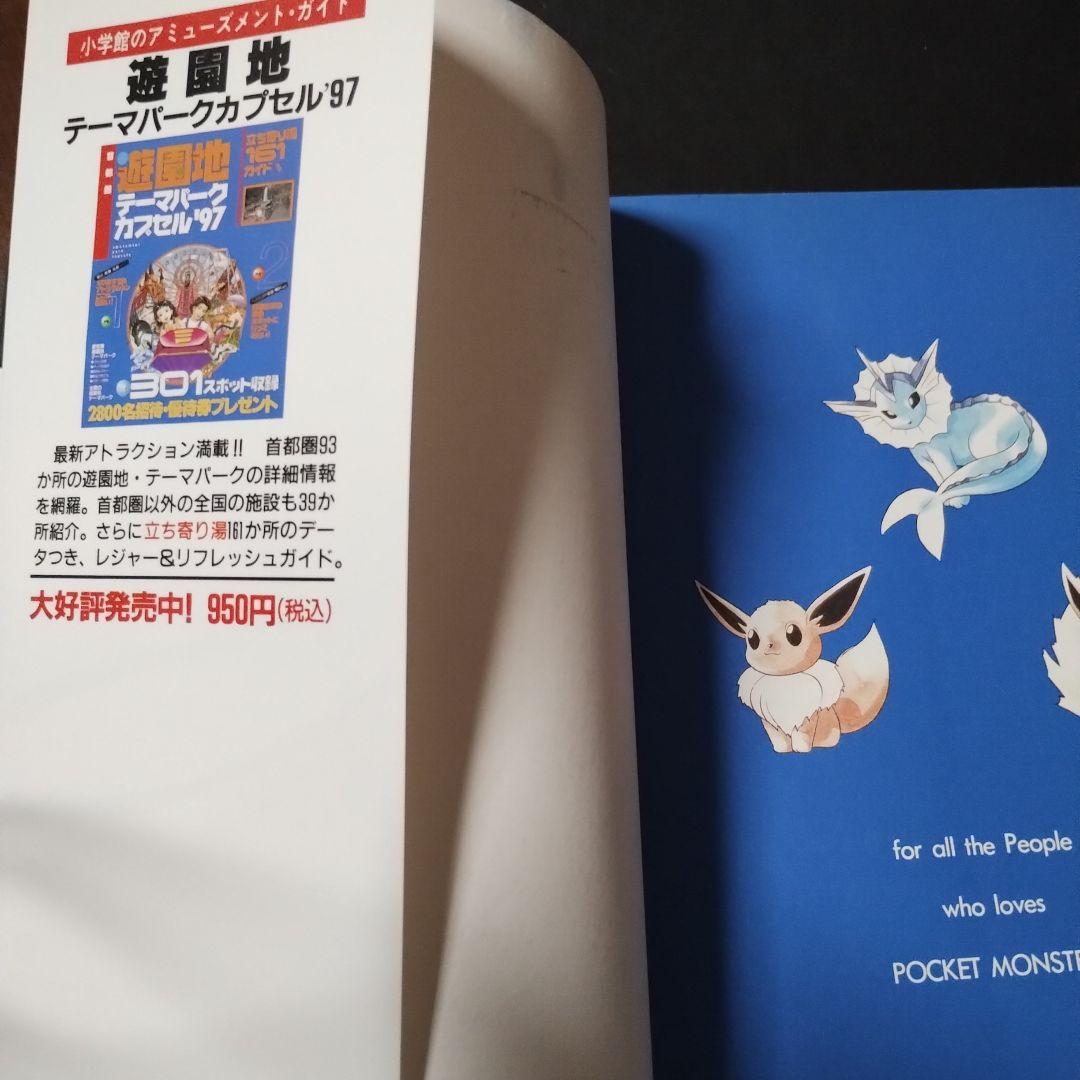 小学館のアミューズメント・ガイド
遊園地
テーマパークカプセル'97
遊園地
テーマパーク
カプセル'97
立ち寄り湯
161
ガイド
301スポット収録
2800名招待・優待券プレゼント
最新アトラクション満載!! 首都圏93
か所の遊園地・テーマパークの詳細情報
を網羅。首都圏以外の全国の施設も39か
所紹介。さらに立ち寄り湯161か所のデー
タつき、レジャー&リフレッシュガイド。
大好評発売中! 950円(税込)
for all the People
who loves
POCKET MONSTE